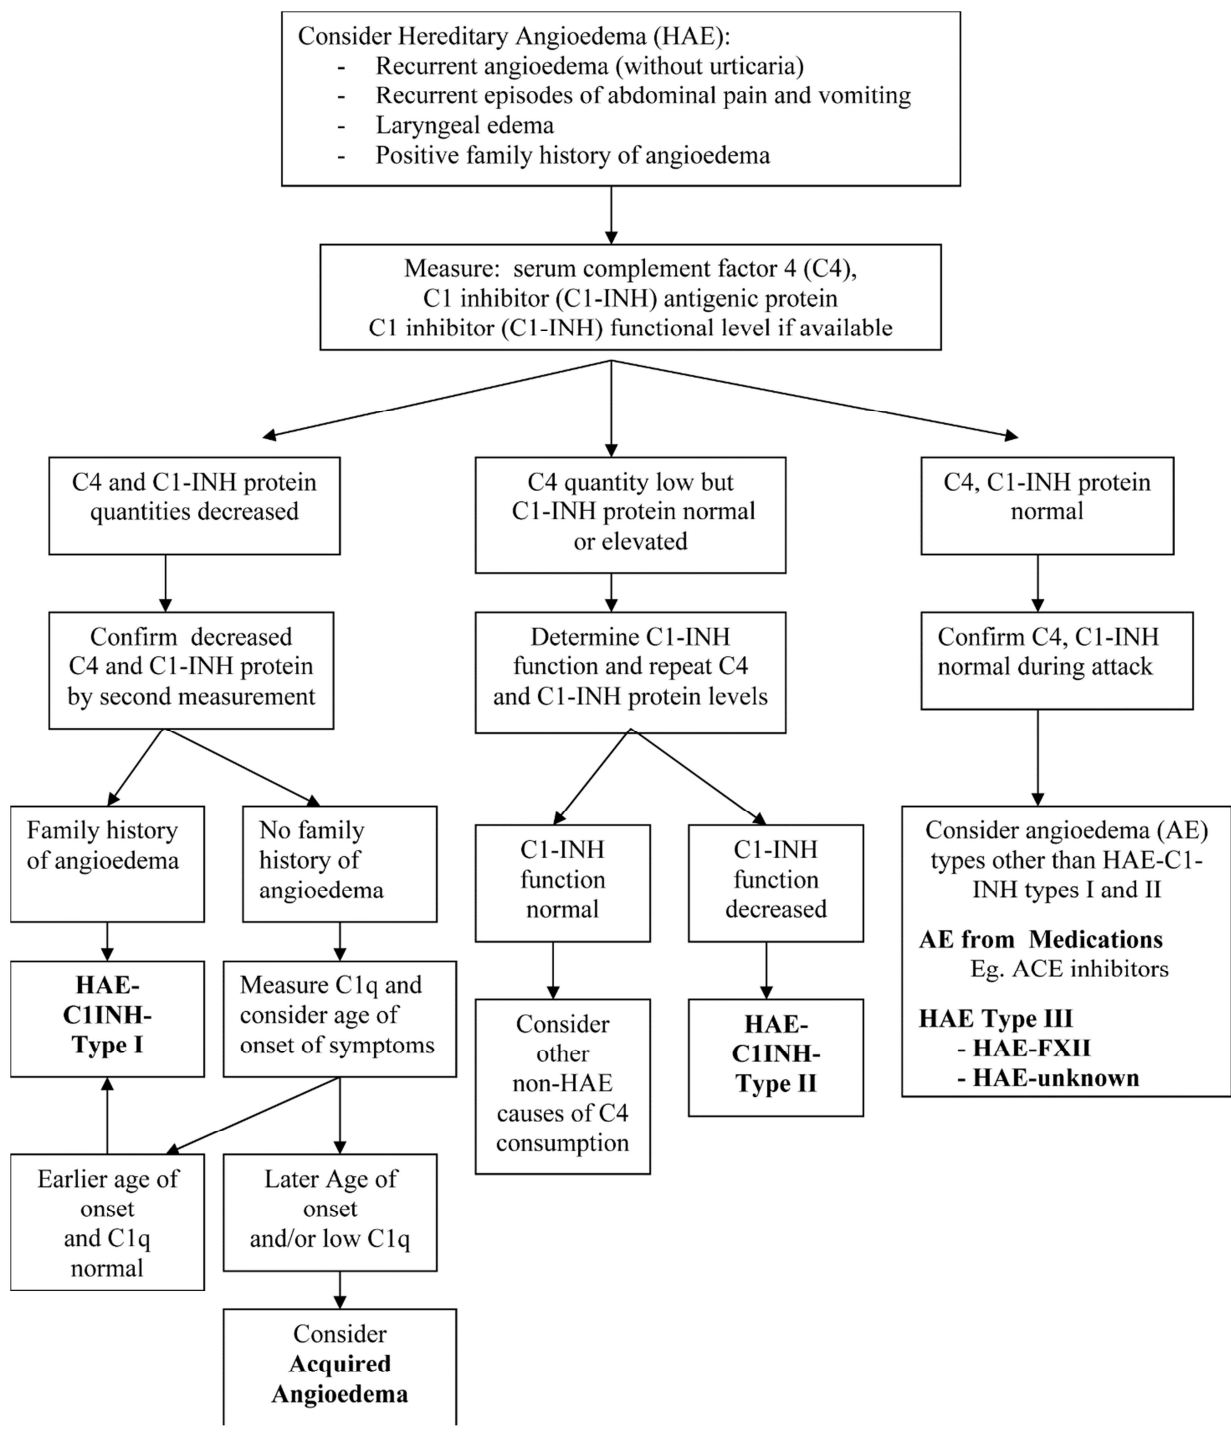 Consider Hereditary Angioedema (HAE):
- Recurrent angioedema (without urticaria)
- Recurrent episodes of abdominal pain and vomiting
- Laryngeal edema
- Positive family history of angioedema
Measure: serum complement factor 4 (C4),
C1 inhibitor (C1-INH) antigenic protein
C1 inhibitor (C1-INH) functional level if available
C4 and C1-INH protein
quantities decreased
C4 quantity low but
C1-INH protein normal
or elevated
C4, C1-INH protein
normal
Confirm decreased
C4 and C1-INH protein
by second measurement
Determine C1-INH
function and repeat C4
and C1-INH protein levels
Confirm C4, C1-INH
normal during attack
Family history
of angioedema
No family
history of
angioedema
C1-INH
function
normal
C1-INH
function
decreased
Consider angioedema (AE)
types other than HAE-C1-
INH types I and II
AE from Medications
Eg. ACE inhibitors
HAE Type III
- HAE-FXII
- HAE-unknown
HAE-
C1INH-
Type I
Measure C1q and
consider age of
onset of symptoms
Consider
other
non-HAE
causes of C4
consumption
HAE-
C1INH-
Type II
Earlier age of
onset
and C1q
normal
Later Age of
onset
and/or low C1q
Consider
Acquired
Angioedema